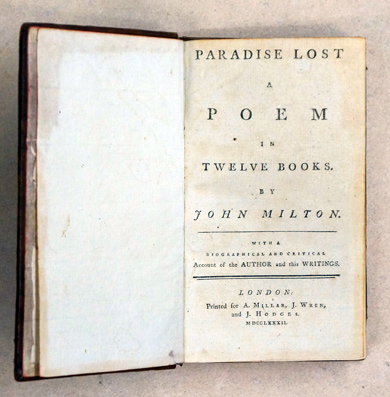 PARADISE LOST
A
POEM
IN
TWELVE BOOKS.
BY
JOHN MILTON.
WITH A
BIOGRAPHICAL AND CRITICAL
Account of the AUTHOR and this WRITINGS.
LONDON:
Printed for A. MILLAR, J. WREN,
and J. HODGES.
MDCCLXXXII.